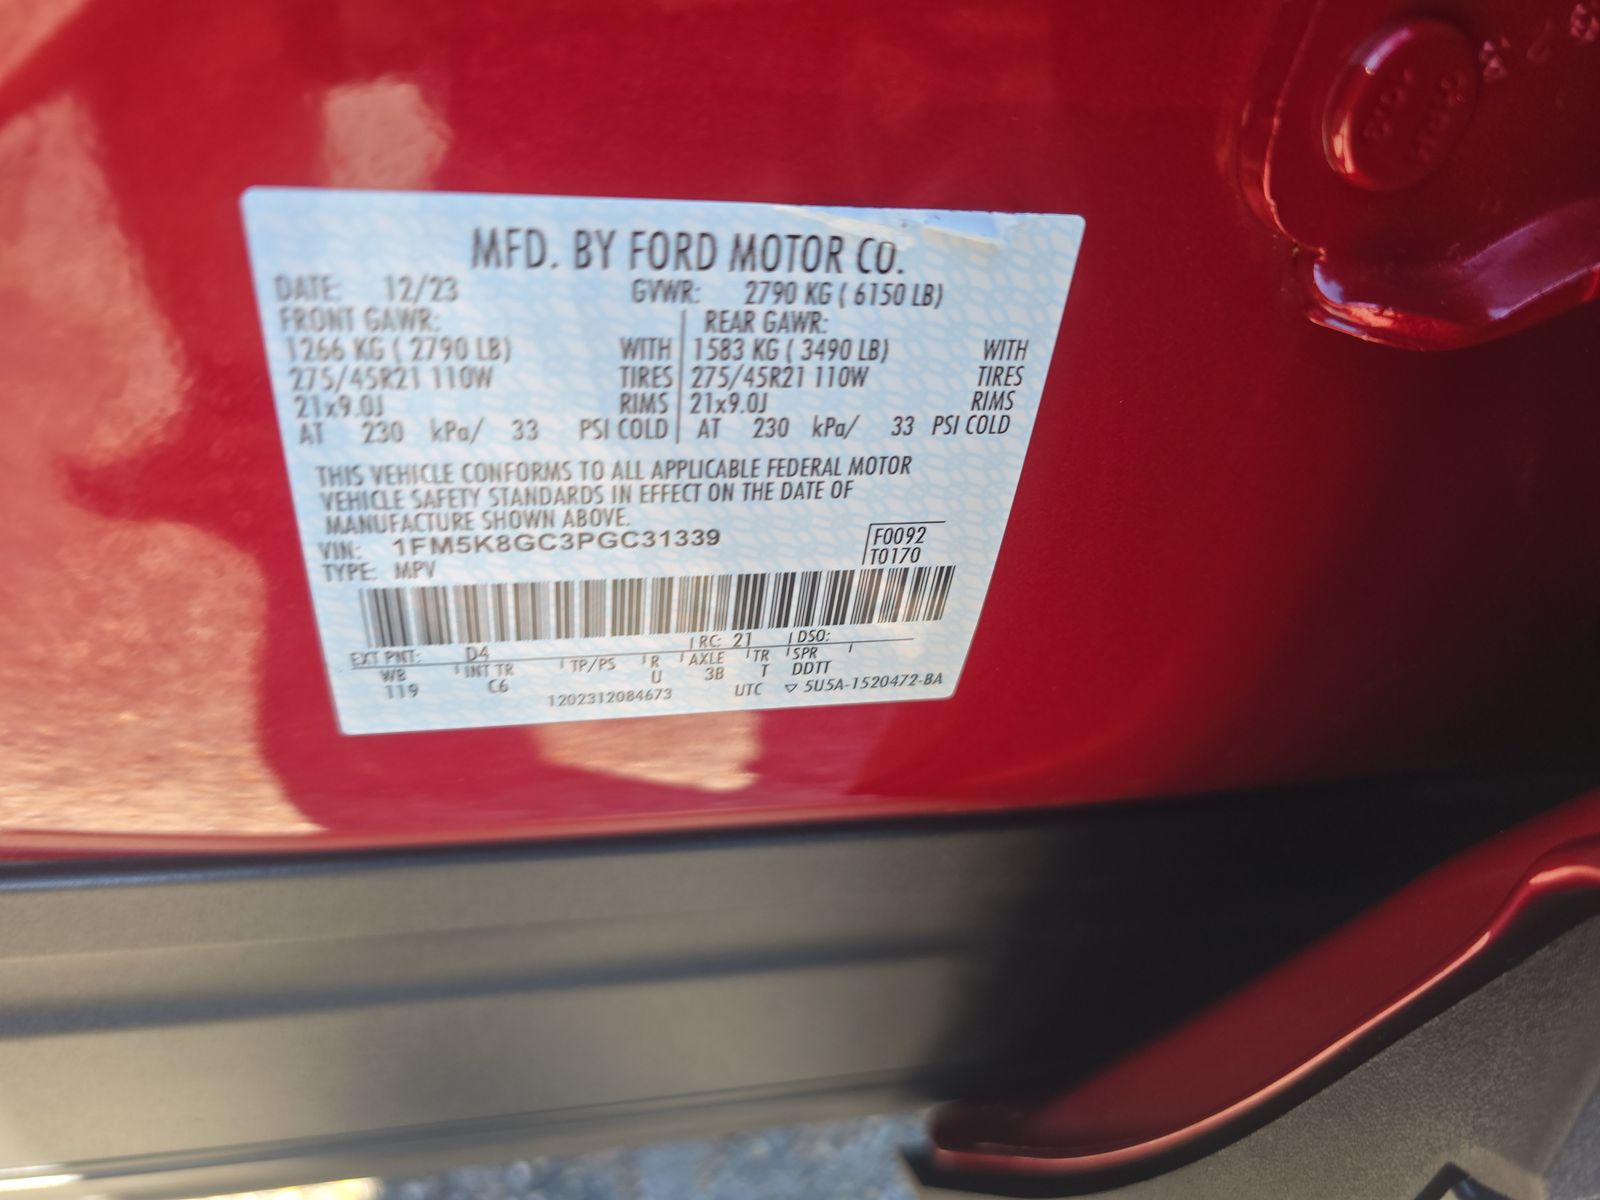 MFD. BY FORD MOTOR CO.
DATE: 12/23 GVWR: 2790 KG ( 6150 LB)
FRONT GAWR: REAR GAWR:
1266 KG ( 2790 LB) WITH 1583 KG ( 3490 LB) WITH
275/45R21 110W TIRES 275/45R21 110W TIRES
21x9.0J RIMS 21x9.0J RIMS
AT 230 kPa/ 33 PSI COLD AT 230 kPa/ 33 PSI COLD
THIS VEHICLE CONFORMS TO ALL APPLICABLE FEDERAL MOTOR
VEHICLE SAFETY STANDARDS IN EFFECT ON THE DATE OF
MANUFACTURE SHOWN ABOVE.
VIN: 1FM5K8GC3PGC31339 F0092
TYPE: MPV T0170
EXT PNT: D4 RC: 21 DSO:
WB INT TR TP/PS R AXLE TR SPR
119 C6 U 3B T DDTT
1202312084673 UTC ▽ 5U5A-1520472-BA